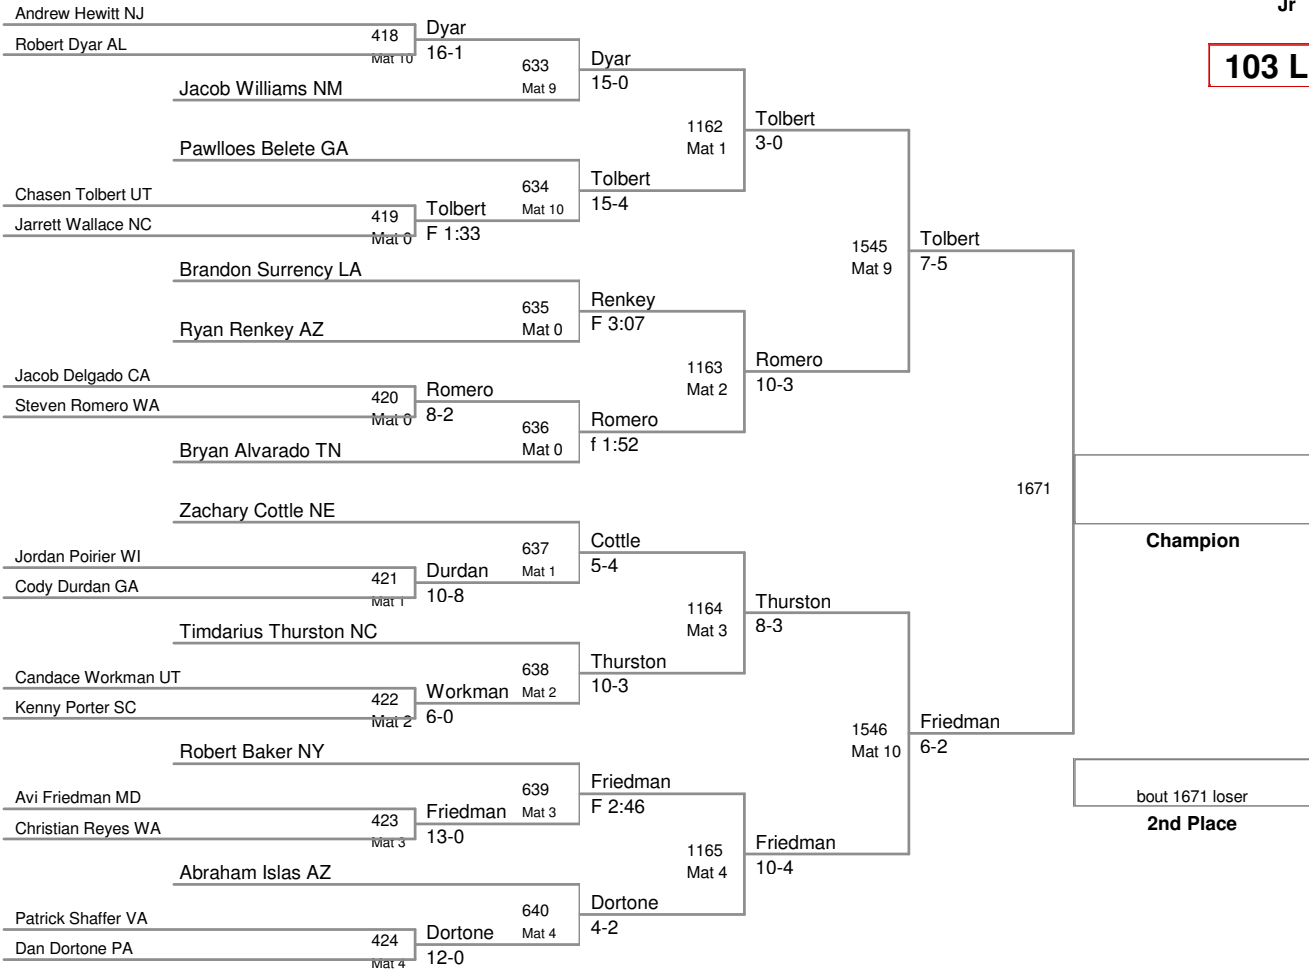 Jr
103 L
Andrew Hewitt NJ
Robert Dyar AL
418
Mat 10
Dyar
16-1
Jacob Williams NM
633
Mat 9
Dyar
15-0
Pawlloes Belete GA
Chasen Tolbert UT
Jarrett Wallace NC
419
Mat 0
Tolbert
F 1:33
634
Mat 10
Tolbert
15-4
1162
Mat 1
Tolbert
3-0
Brandon Surrency LA
Ryan Renkey AZ
635
Mat 0
Renkey
F 3:07
Jacob Delgado CA
Steven Romero WA
420
Mat 0
Romero
8-2
Bryan Alvarado TN
636
Mat 0
Romero
f 1:52
1163
Mat 2
Romero
10-3
1545
Mat 9
Tolbert
7-5
Zachary Cottle NE
Jordan Poirier WI
Cody Durdan GA
421
Mat 1
Durdan
10-8
637
Mat 1
Cottle
5-4
Timdarius Thurston NC
Candace Workman UT
Kenny Porter SC
422
Mat 2
Workman
6-0
638
Mat 2
Thurston
10-3
1164
Mat 3
Thurston
8-3
Robert Baker NY
Avi Friedman MD
Christian Reyes WA
423
Mat 3
Friedman
13-0
639
Mat 3
Friedman
F 2:46
Abraham Islas AZ
Patrick Shaffer VA
Dan Dortone PA
424
Mat 4
Dortone
12-0
640
Mat 4
Dortone
4-2
1165
Mat 4
Friedman
10-4
1546
Mat 10
Friedman
6-2
1671
Champion
bout 1671 loser
2nd Place